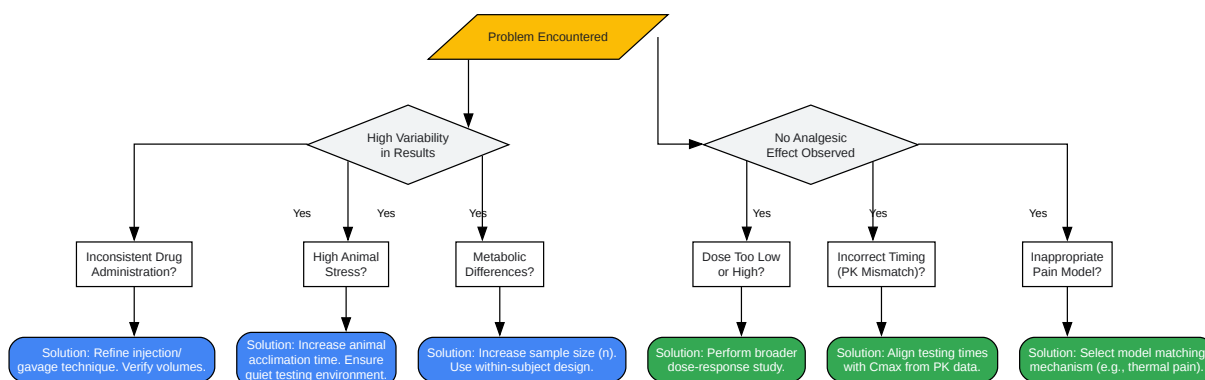 Problem Encountered
High Variability
in Results
No Analgesic
Effect Observed
Yes
Yes
Yes
Yes
Yes
Yes
Inconsistent Drug
Administration?
High Animal
Stress?
Metabolic
Differences?
Dose Too Low
or High?
Incorrect Timing
(PK Mismatch)?
Inappropriate
Pain Model?
Solution: Refine injection/
gavage technique. Verify volumes.
Solution: Increase animal
acclimation time. Ensure
quiet testing environment.
Solution: Increase sample size (n).
Use within-subject design.
Solution: Perform broader
dose-response study.
Solution: Align testing times
with Cmax from PK data.
Solution: Select model matching
mechanism (e.g., thermal pain).